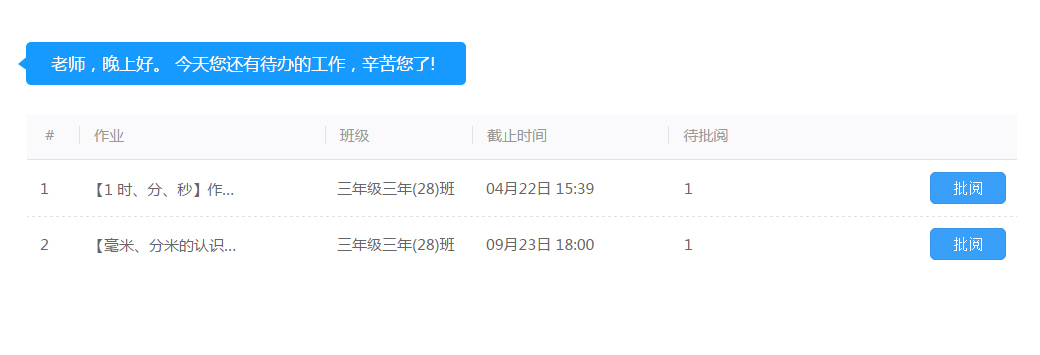 老师，晚上好。 今天您还有待办的工作，辛苦您了!
# 作业 班级 截止时间 待批阅
1 【1 时、分、秒】作... 三年级三年(28)班 04月22日 15:39 1 批阅
2 【毫米、分米的认识... 三年级三年(28)班 09月23日 18:00 1 批阅